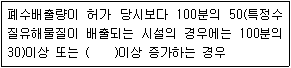 폐수배출량이 허가 당시보다 100분의 50(특정수
질유해물질이 배출되는 시설의 경우에는 100분의
30)이상 또는 (    )이상 증가하는 경우